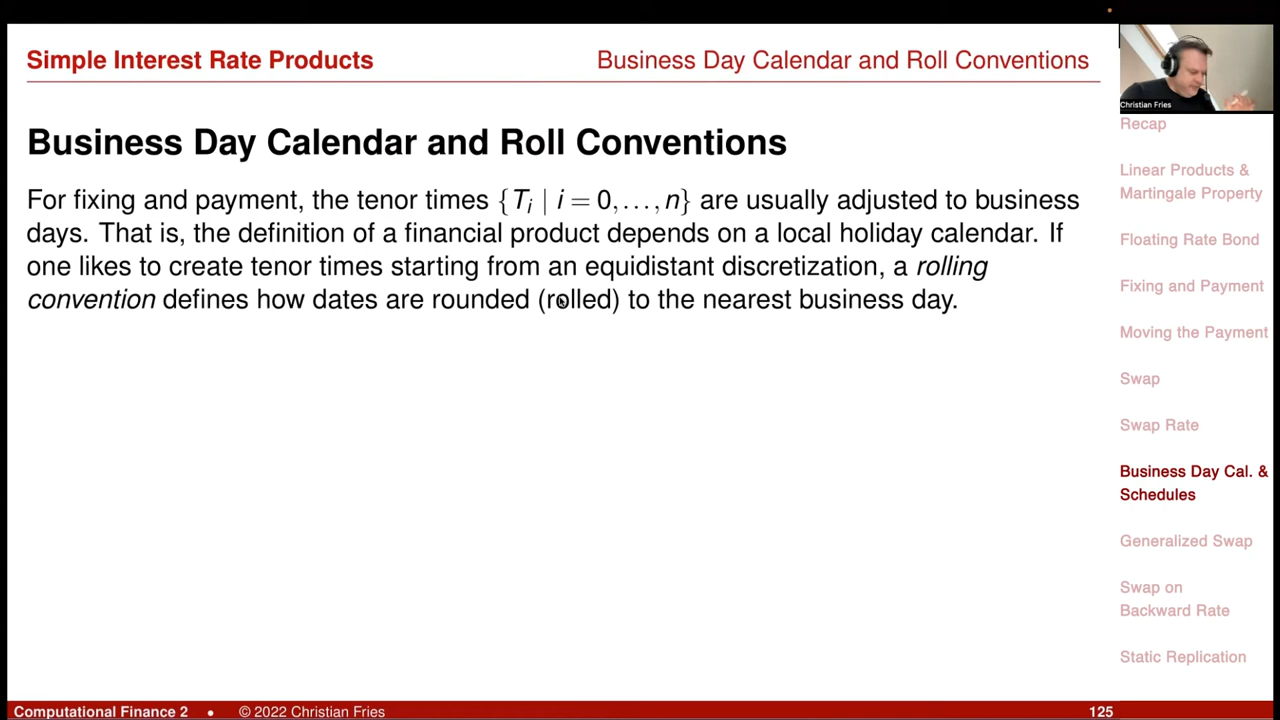 Simple Interest Rate Products
Business Day Calendar and Roll Conventions
Christian Fries
Business Day Calendar and Roll Conventions
For fixing and payment, the tenor times {Tᵢ | i = 0, . . . , n} are usually adjusted to business
days. That is, the definition of a financial product depends on a local holiday calendar. If
one likes to create tenor times starting from an equidistant discretization, a rolling
convention defines how dates are rounded (rolled) to the nearest business day.
Recap
Linear Products &
Martingale Property
Floating Rate Bond
Fixing and Payment
Moving the Payment
Swap
Swap Rate
Business Day Cal. &
Schedules
Generalized Swap
Swap on
Backward Rate
Static Replication
Computational Finance 2 • © 2022 Christian Fries
125